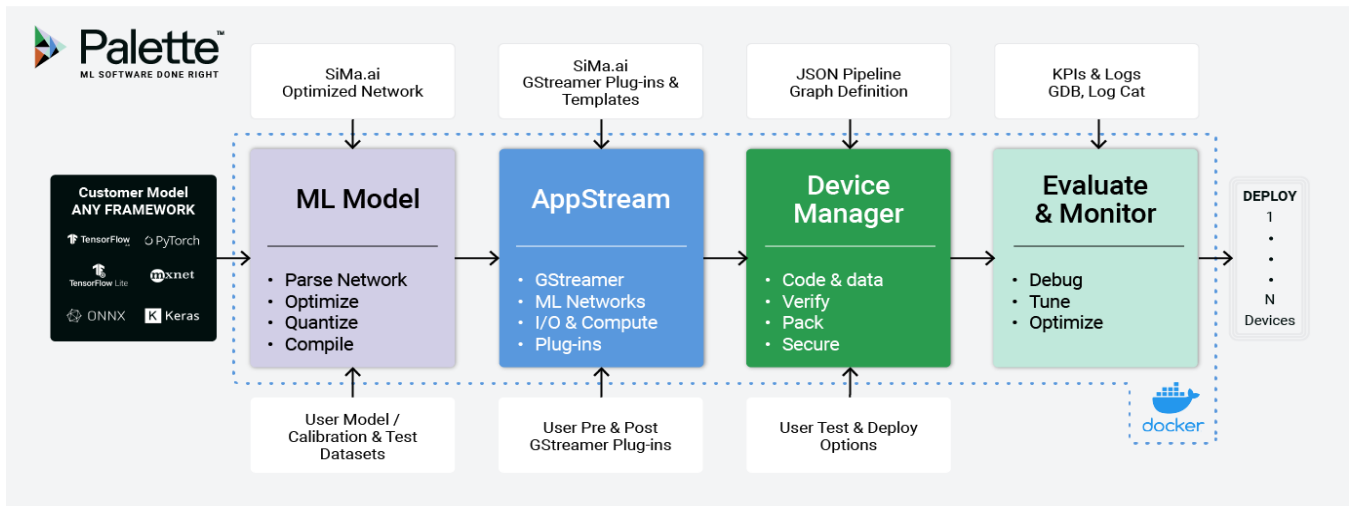 Palette™
ML SOFTWARE DONE RIGHT
SiMa.ai
Optimized Network
SiMa.ai
GStreamer Plug-ins &
Templates
JSON Pipeline
Graph Definition
KPIs & Logs
GDB, Log Cat
Customer Model
ANY FRAMEWORK
TensorFlow
PyTorch
TensorFlow Lite
mxnet
ONNX
K Keras
ML Model
• Parse Network
• Optimize
• Quantize
• Compile
AppStream
• GStreamer
• ML Networks
• I/O & Compute
• Plug-ins
Device
Manager
• Code & data
• Verify
• Pack
• Secure
Evaluate
& Monitor
• Debug
• Tune
• Optimize
DEPLOY
1
•
•
•
N
Devices
User Model /
Calibration & Test
Datasets
User Pre & Post
GStreamer Plug-ins
User Test & Deploy
Options
docker